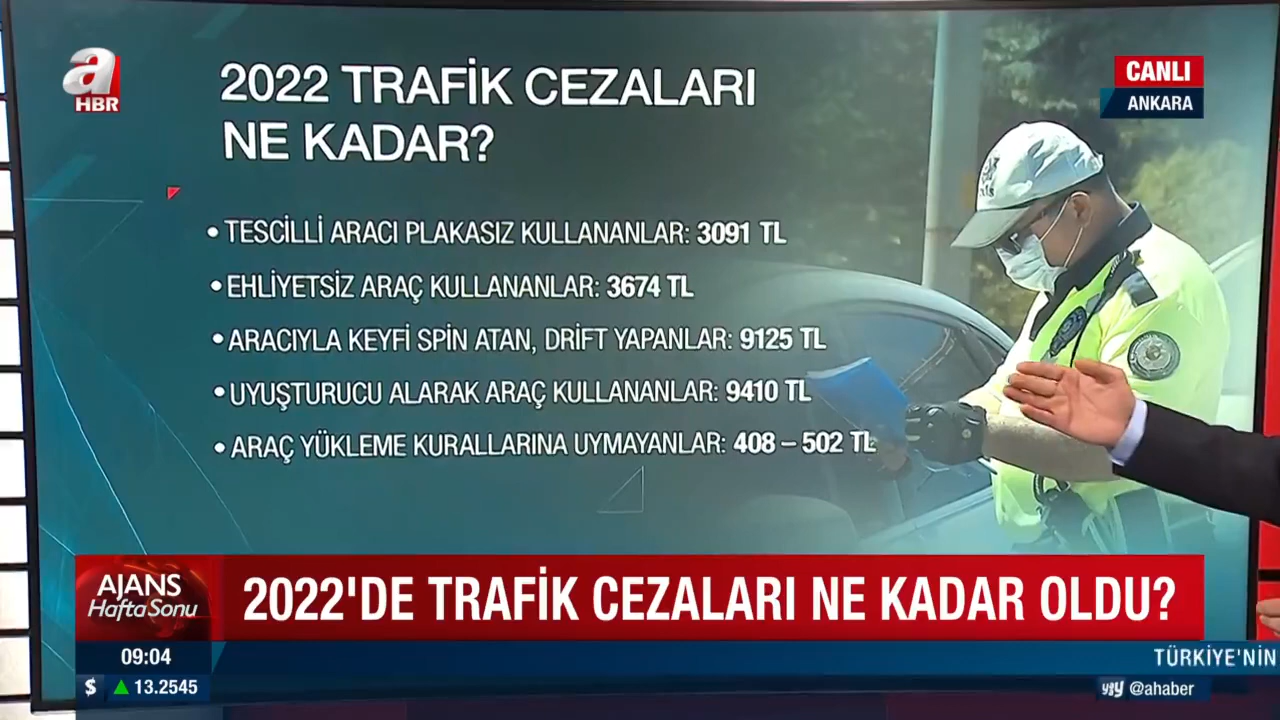 a
HBR
2022 TRAFİK CEZALARI
NE KADAR?
CANLI
ANKARA
• TESCİLLİ ARACI PLAKASIZ KULLANANLAR: 3091 TL
• EHLİYETSİZ ARAÇ KULLANANLAR: 3674 TL
• ARACIYLA KEYFİ SPIN ATAN, DRİFT YAPANLAR: 9125 TL
• UYUŞTURUCU ALARAK ARAÇ KULLANANLAR: 9410 TL
• ARAÇ YÜKLEME KURALLARINA UYMAYANLAR: 408 – 502 TL
AJANS
Hafta Sonu
2022'DE TRAFİK CEZALARI NE KADAR OLDU?
09:04
TÜRKİYE'NİN
$ ▲ 13.2545
@ahaber